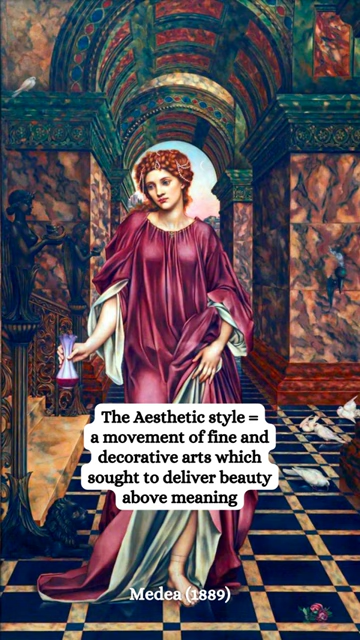 The Aesthetic style =
a movement of fine and
decorative arts which
sought to deliver beauty
above meaning
Medea (1889)